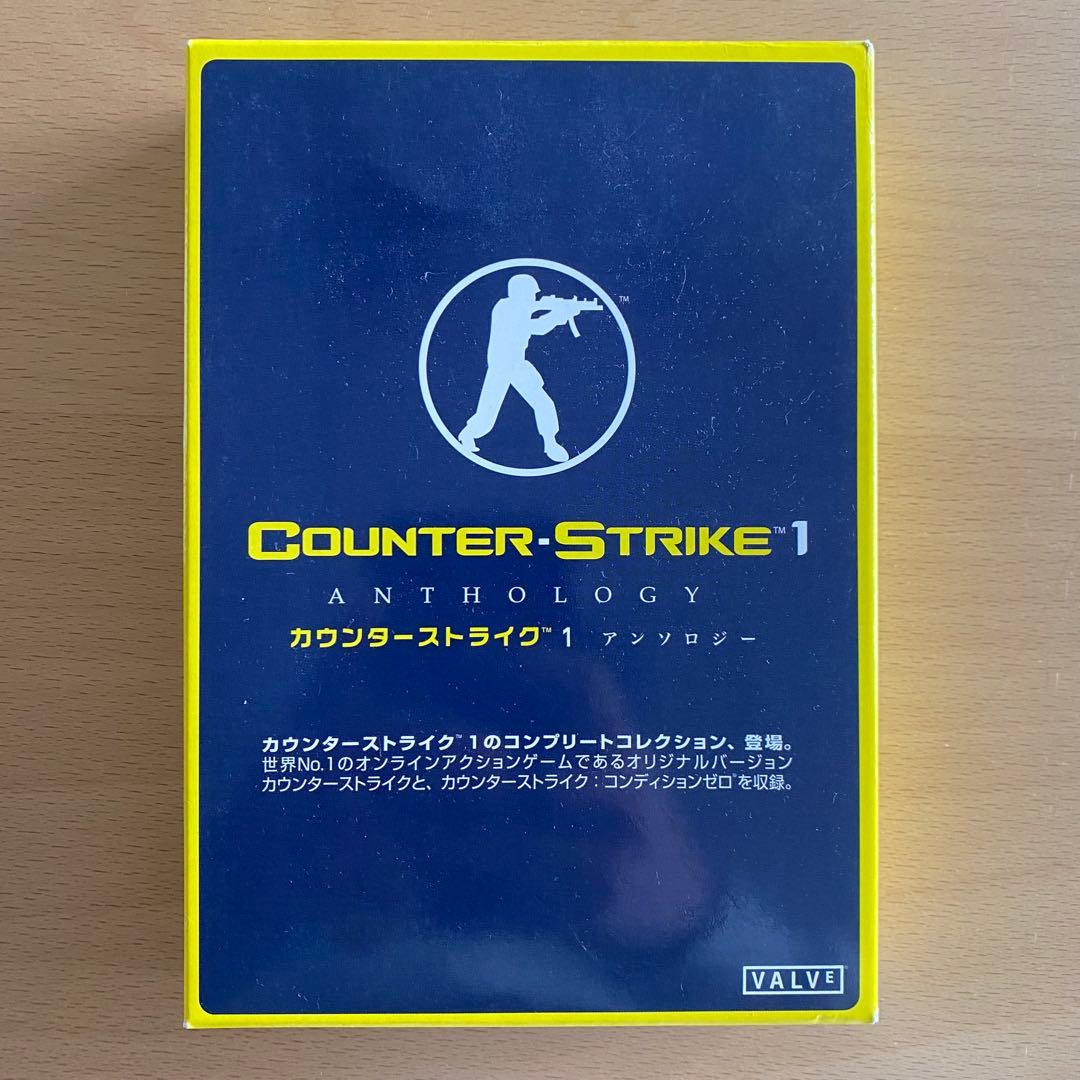 ™
COUNTER-STRIKE™1
ANTHOLOGY
カウンターストライク™ 1 アンソロジー
カウンターストライク™ 1のコンプリートコレクション、登場。
世界No.1のオンラインアクションゲームであるオリジナルバージョン
カウンターストライクと、カウンターストライク：コンディションゼロ®を収録。
VALVE®